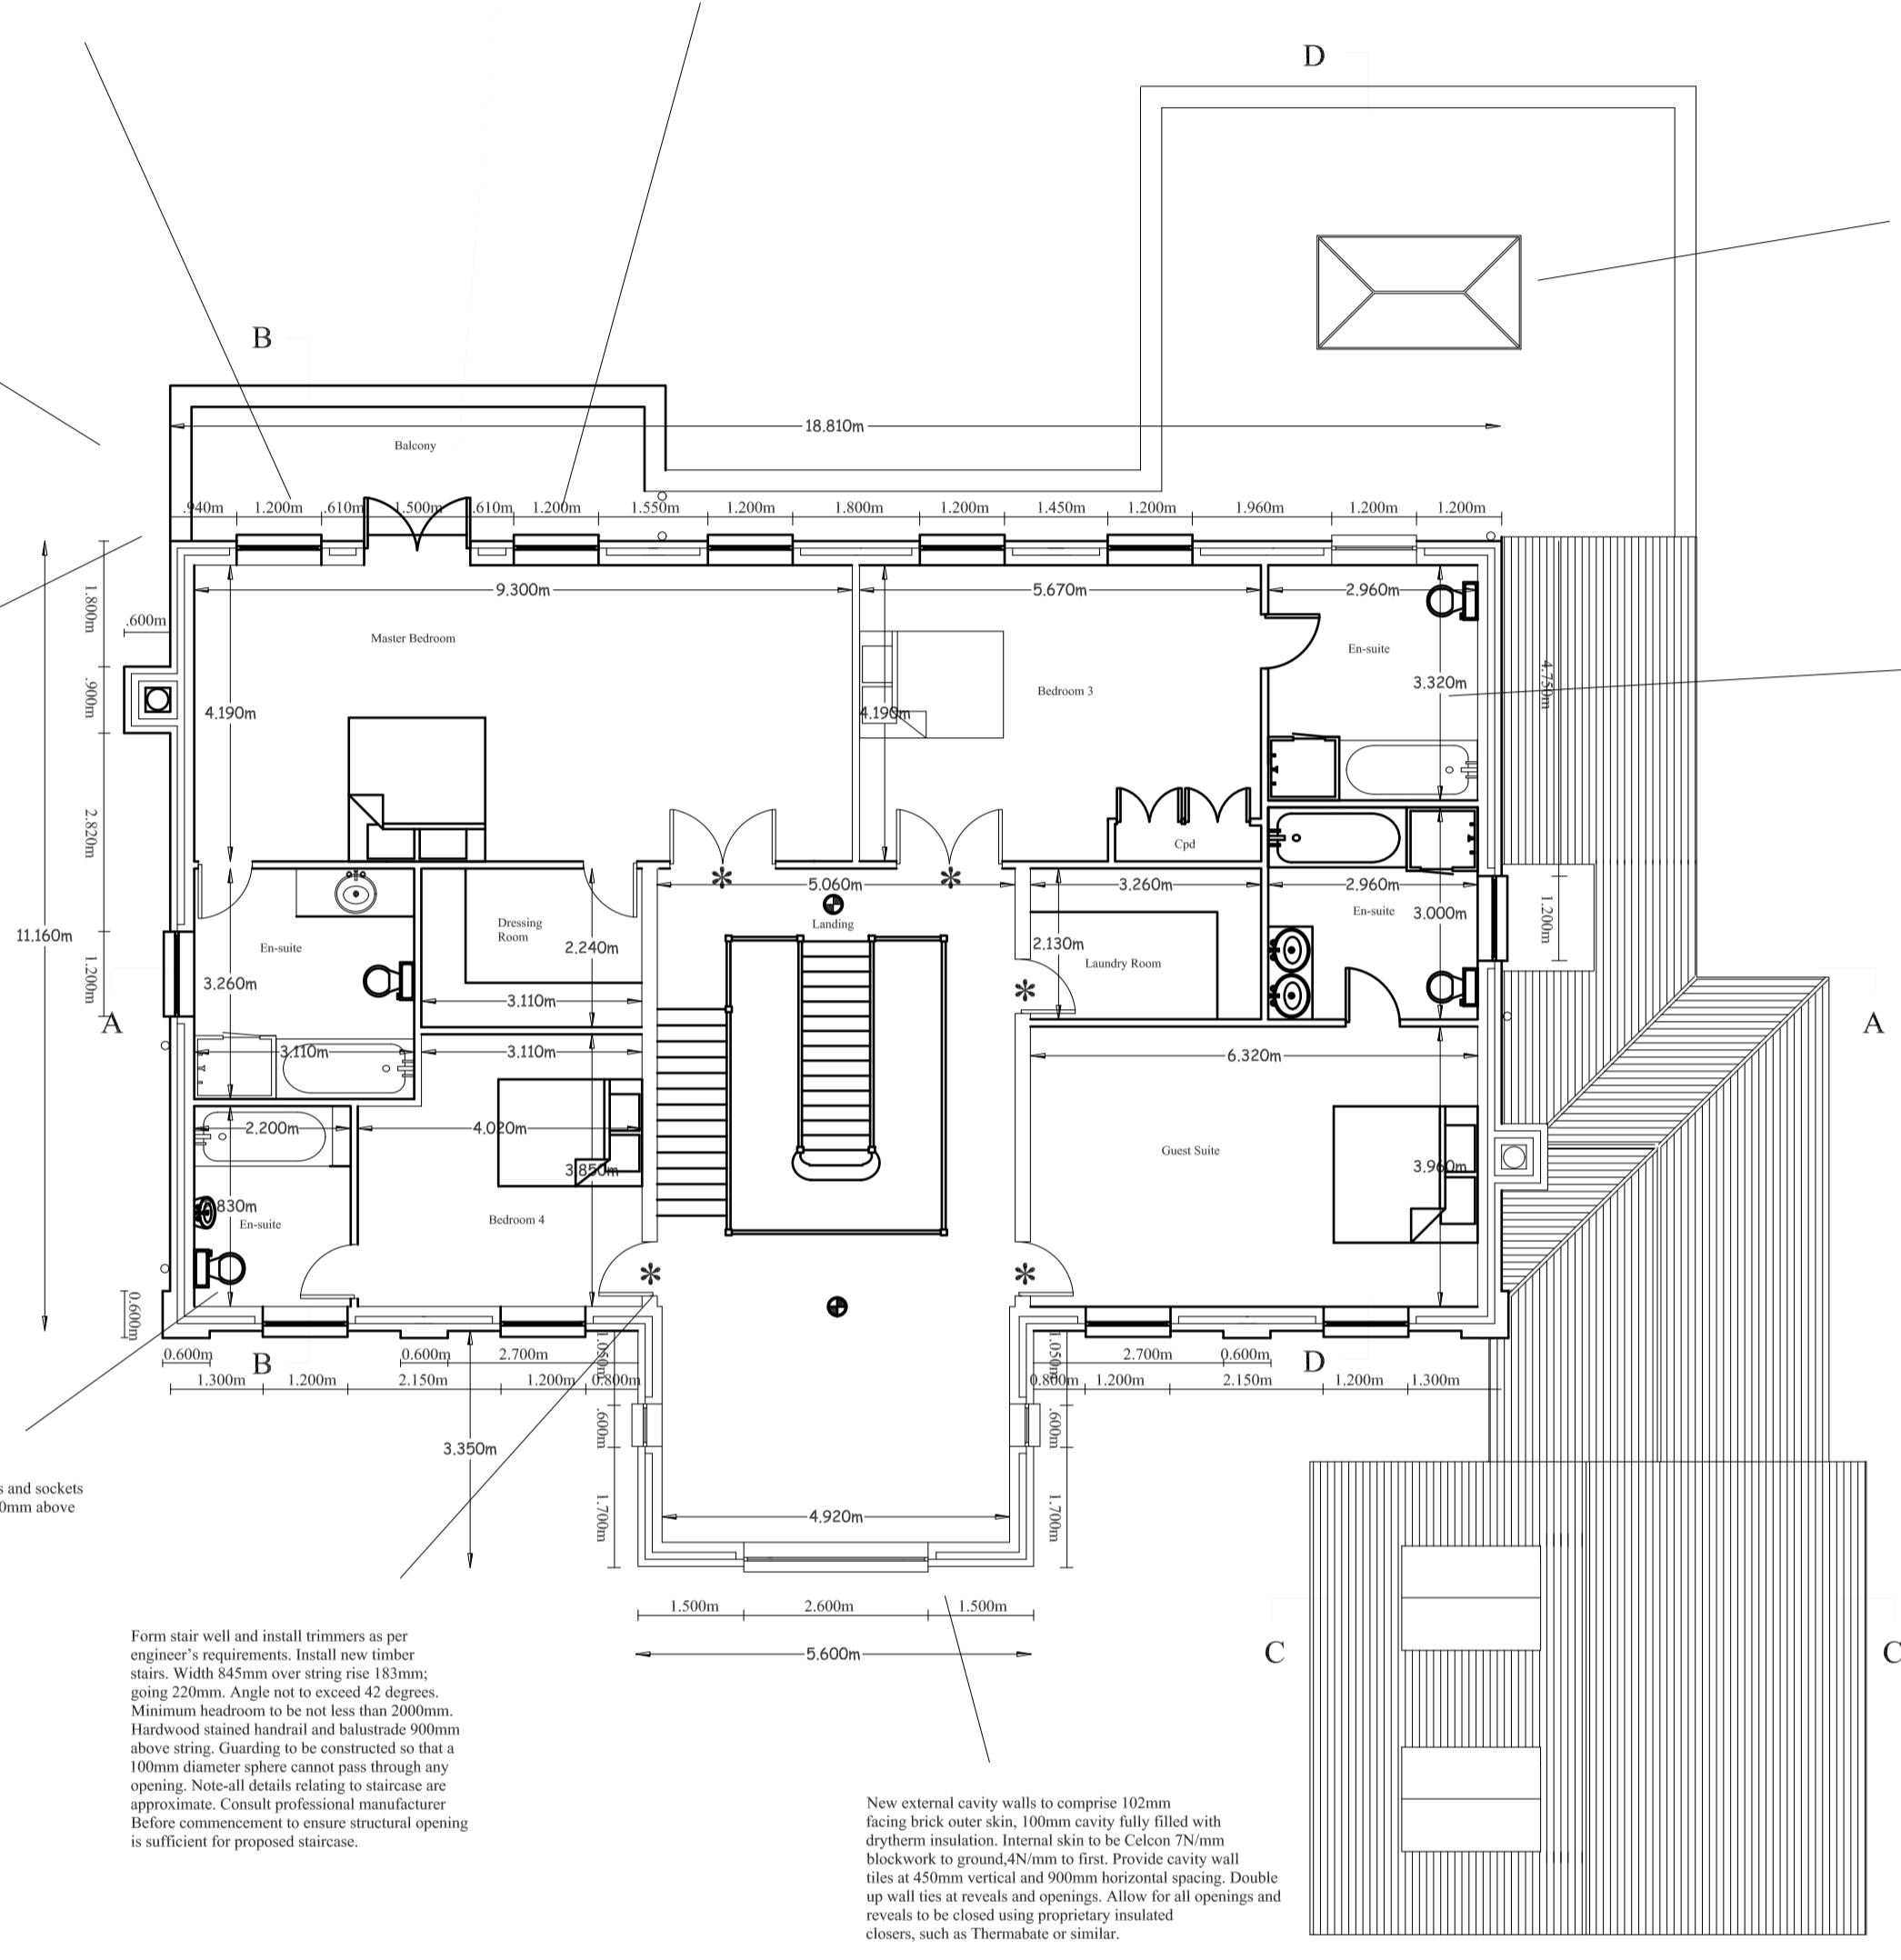 D
B
18.810m
Balcony
.940m 1.200m .610m 1.500m .610m 1.200m 1.550m 1.200m 1.800m 1.200m 1.450m 1.200m 1.960m 1.200m 1.200m
9.300m 5.670m 2.960m
1.800m
.600m
Master Bedroom
En-suite
4.750m
3.320m
Bedroom 3
.900m
4.190m 4.190m
2.820m
Cpd
5.060m 3.260m 2.960m
En-suite 3.000m
1.200m
Landing
Dressing
Room
11.160m
En-suite
2.240m
2.130m
Laundry Room
1.200m
3.260m
3.110m
A
A
3.110m 3.110m
6.320m
2.200m 4.020m
Guest Suite
3.850m
3.960m
830m
En-suite
Bedroom 4
0.600m
0.600m
B
0.600m 2.700m
1.050m
1.050m
2.700m 0.600m
D
1.300m 1.200m 2.150m 1.200m 0.800m
0.800m 1.200m 2.150m 1.200m 1.300m
.600m
.600m
3.350m
s and sockets
0mm above
1.700m
4.920m
1.700m
1.500m 2.600m 1.500m
5.600m
C
C
Form stair well and install trimmers as per
engineer's requirements. Install new timber
stairs. Width 845mm over string rise 183mm;
going 220mm. Angle not to exceed 42 degrees.
Minimum headroom to be not less than 2000mm.
Hardwood stained handrail and balustrade 900mm
above string. Guarding to be constructed so that a
100mm diameter sphere cannot pass through any
opening. Note-all details relating to staircase are
approximate. Consult professional manufacturer
Before commencement to ensure structural opening
is sufficient for proposed staircase.
New external cavity walls to comprise 102mm
facing brick outer skin, 100mm cavity fully filled with
drytherm insulation. Internal skin to be Celcon 7N/mm
blockwork to ground,4N/mm to first. Provide cavity wall
tiles at 450mm vertical and 900mm horizontal spacing. Double
up wall ties at reveals and openings. Allow for all openings and
reveals to be closed using proprietary insulated
closers, such as Thermabate or similar.